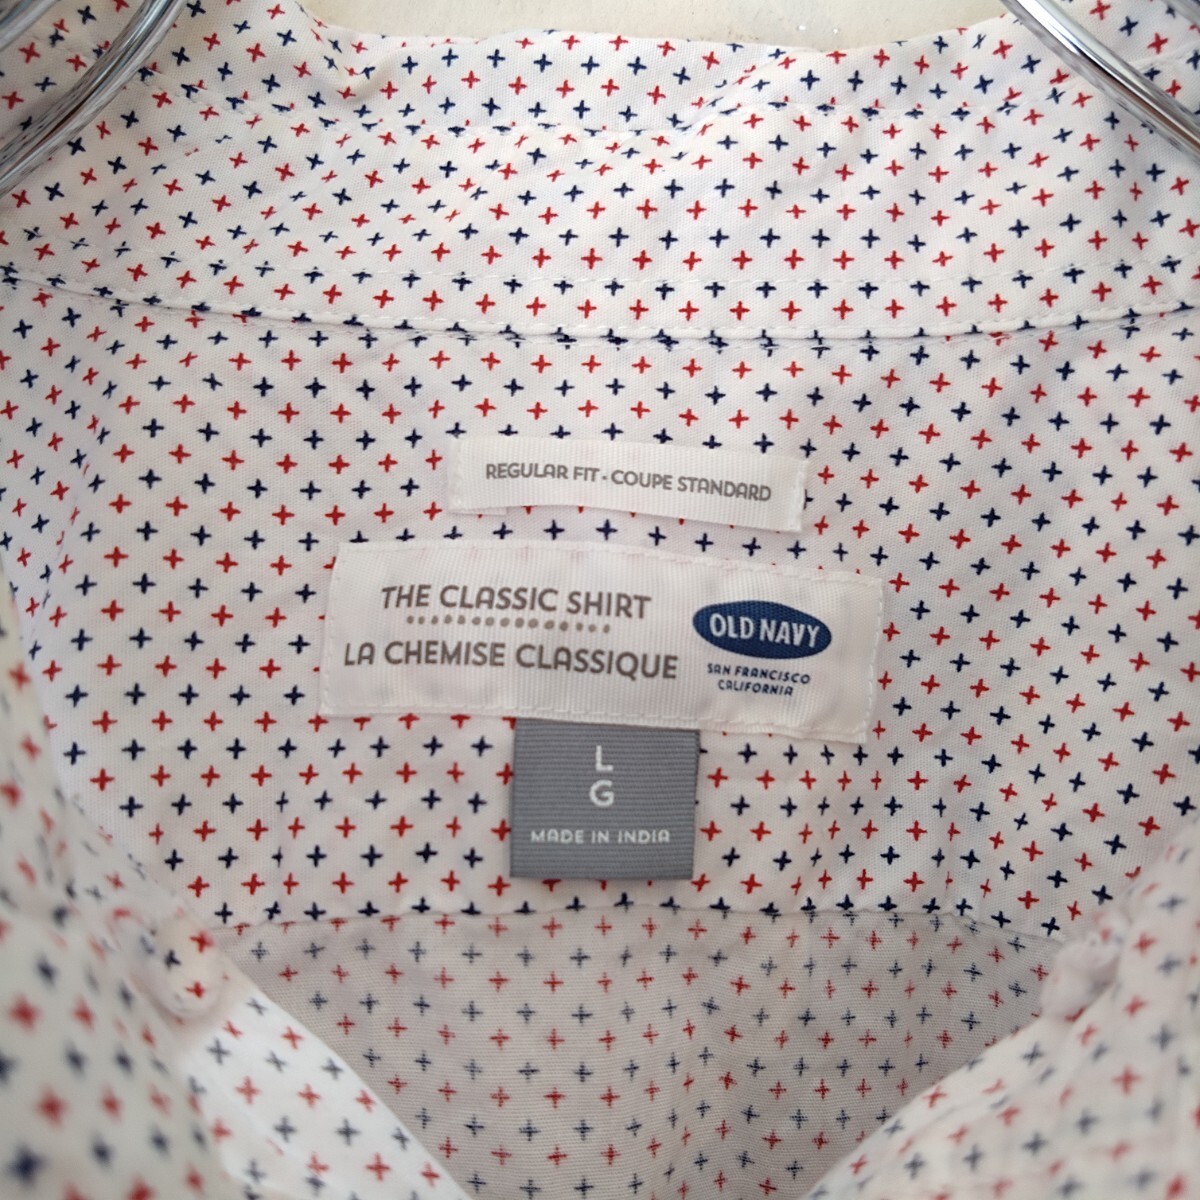 REGULAR FIT • COUPE STANDARD
THE CLASSIC SHIRT
LA CHEMISE CLASSIQUE
OLD NAVY
SAN FRANCISCO
CALIFORNIA
L
G
MADE IN INDIA